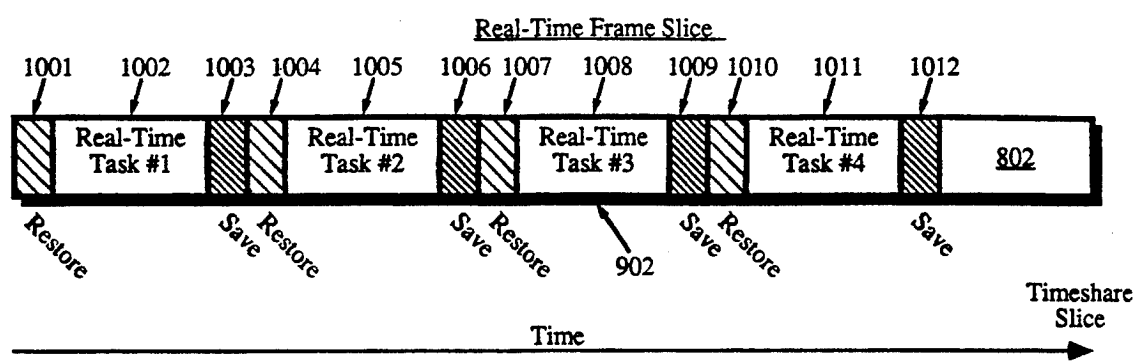 Real-Time Frame Slice
1001 1002 1003 1004 1005 1006 1007 1008 1009 1010 1011 1012
Real-Time Task #1
Real-Time Task #2
Real-Time Task #3
Real-Time Task #4
802
Restore
Save
Restore
Save
Restore
902
Save
Restore
Save
Timeshare
Slice
Time